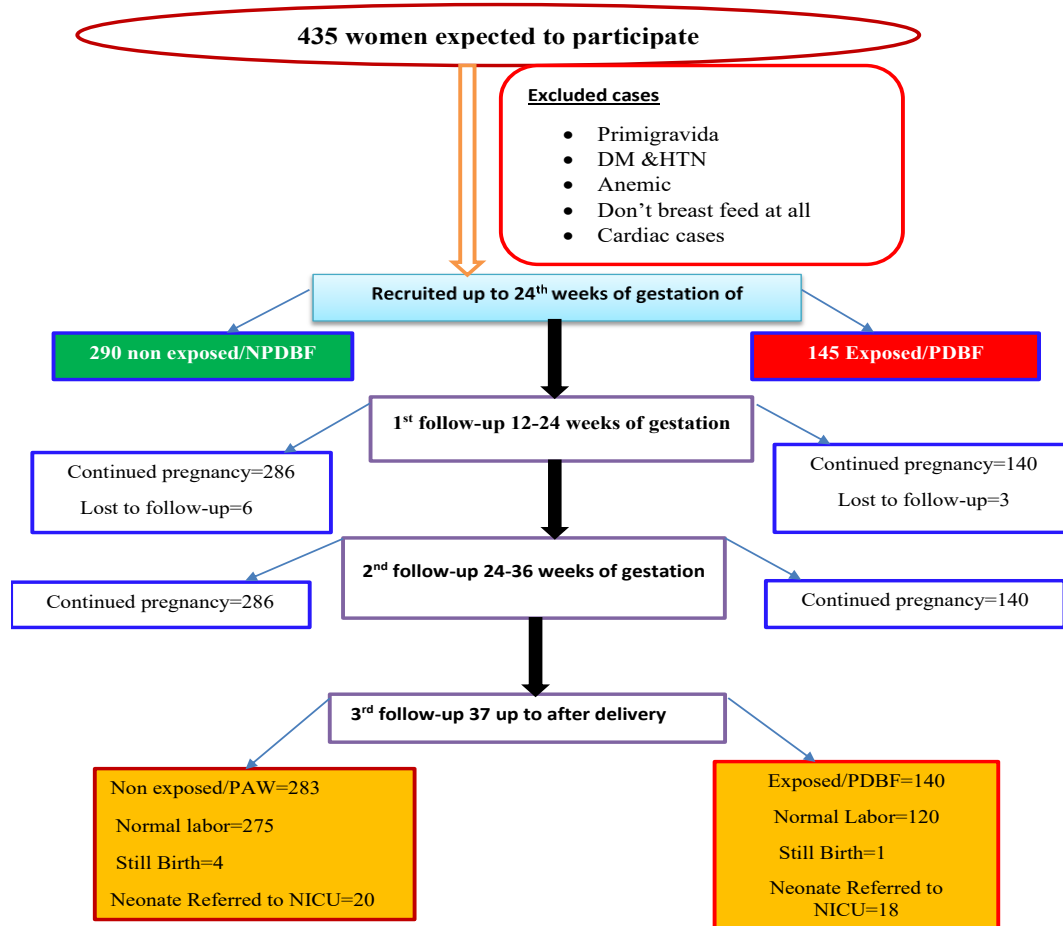 435 women expected to participate
Excluded cases
• Primigravida
• DM &HTN
• Anemic
• Don’t breast feed at all
• Cardiac cases
Recruited up to 24th weeks of gestation of
290 non exposed/NPDBF
145 Exposed/PDBF
1st follow-up 12-24 weeks of gestation
Continued pregnancy=286
Lost to follow-up=6
Continued pregnancy=140
Lost to follow-up=3
2nd follow-up 24-36 weeks of gestation
Continued pregnancy=286
Continued pregnancy=140
3rd follow-up 37 up to after delivery
Non exposed/PAW=283
Normal labor=275
Still Birth=4
Neonate Referred to NICU=20
Exposed/PDBF=140
Normal Labor=120
Still Birth=1
Neonate Referred to
NICU=18